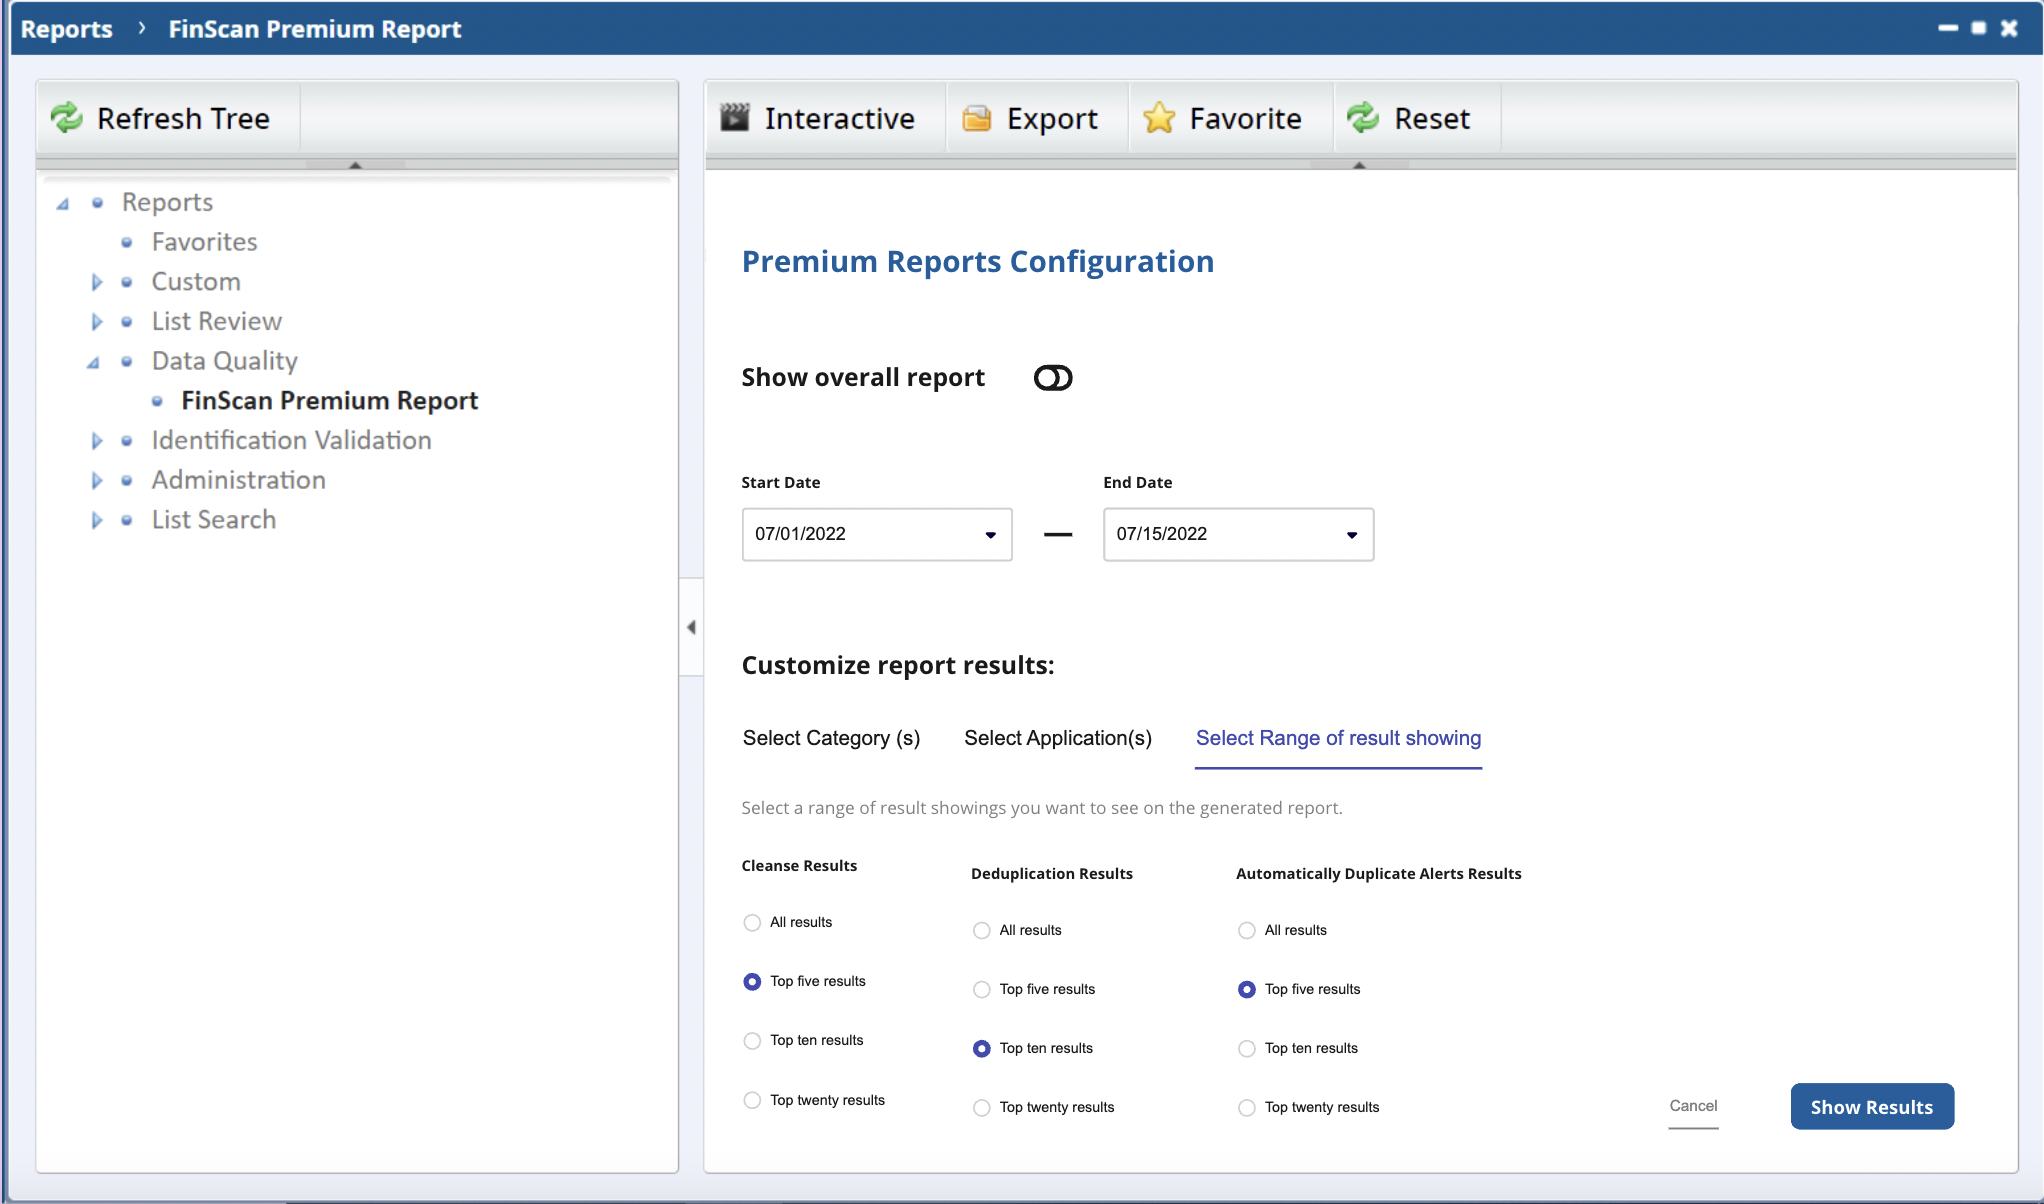 Reports › FinScan Premium Report
Refresh Tree
Reports
Favorites
Custom
List Review
Data Quality
FinScan Premium Report
Identification Validation
Administration
List Search
Interactive Export Favorite Reset
Premium Reports Configuration
Show overall report
Start Date End Date
07/01/2022 — 07/15/2022
Customize report results:
Select Category (s) Select Application(s) Select Range of result showing
Select a range of result showings you want to see on the generated report.
Cleanse Results
All results
Top five results
Top ten results
Top twenty results
Deduplication Results
All results
Top five results
Top ten results
Top twenty results
Automatically Duplicate Alerts Results
All results
Top five results
Top ten results
Top twenty results
Cancel Show Results